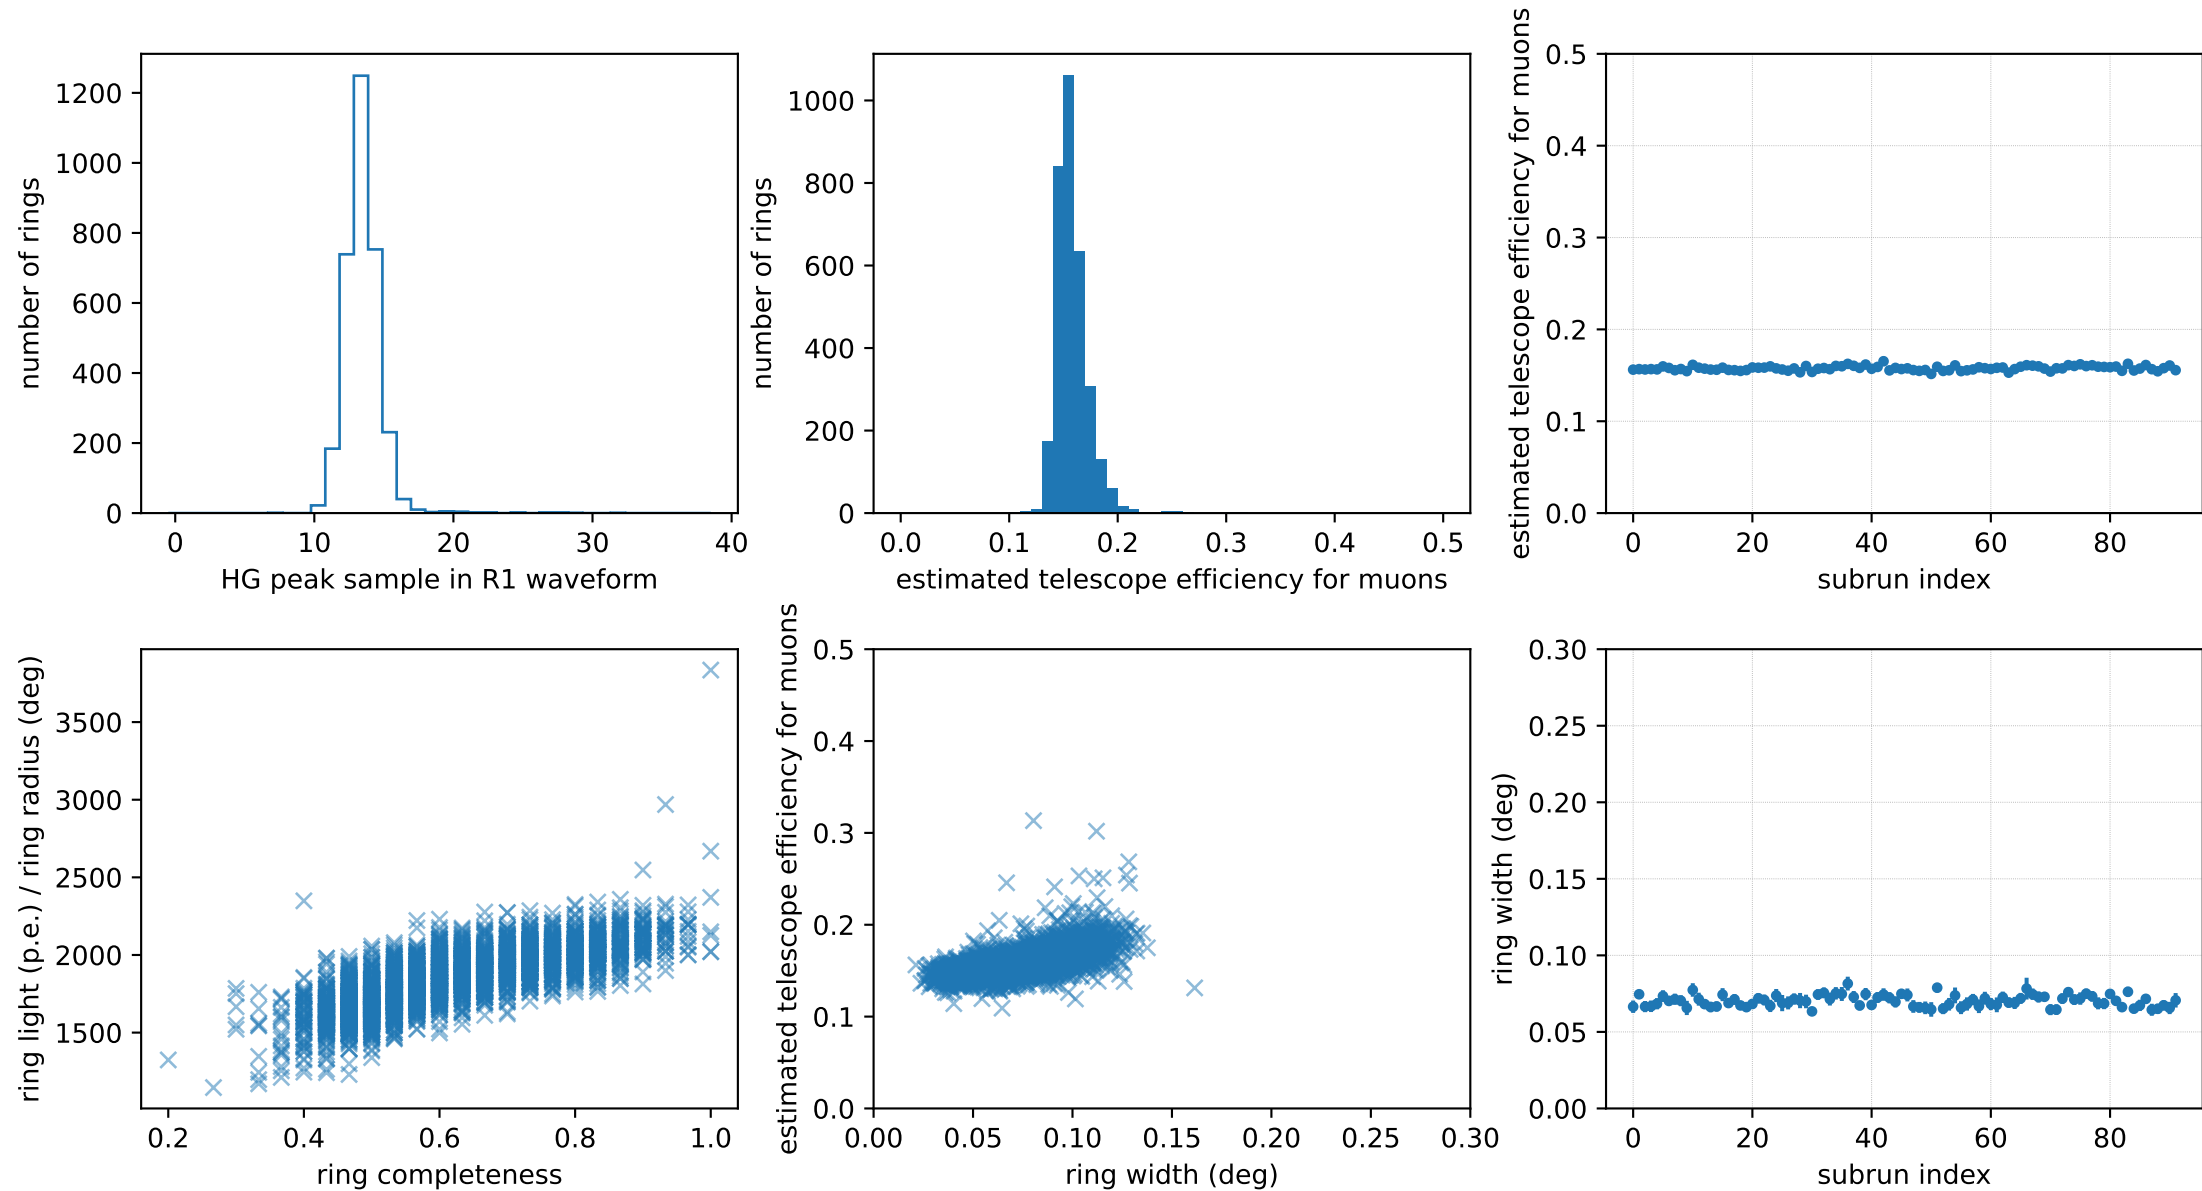 number of rings
1200
1000
800
600
400
200
0
0 10 20 30 40
HG peak sample in R1 waveform
number of rings
1000
800
600
400
200
0
0.0 0.1 0.2 0.3 0.4 0.5
estimated telescope efficiency for muons
estimated telescope efficiency for muons
0.5
0.4
0.3
0.2
0.1
0.0
0 20 40 60 80
subrun index
ring light (p.e.) / ring radius (deg)
3500
3000
2500
2000
1500
0.2 0.4 0.6 0.8 1.0
ring completeness
estimated telescope efficiency for muons
0.5
0.4
0.3
0.2
0.1
0.0
0.00 0.05 0.10 0.15 0.20 0.25 0.30
ring width (deg)
ring width (deg)
0.30
0.25
0.20
0.15
0.10
0.05
0.00
0 20 40 60 80
subrun index